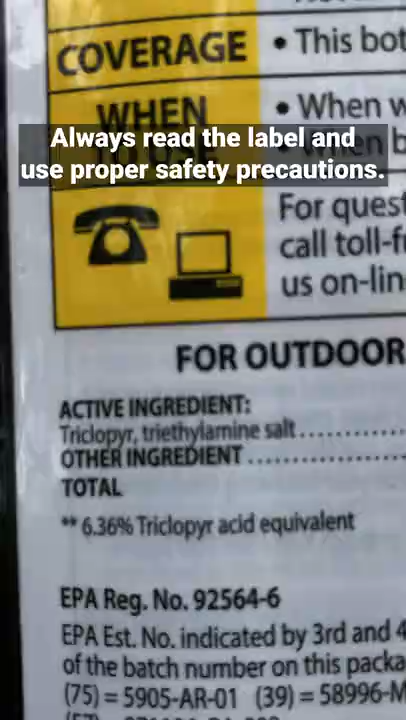 COVERAGE • This bot
WHEN • When w
Always read the label and
use proper safety precautions.
For quest
call toll-f
us on-lin
FOR OUTDOOR
ACTIVE INGREDIENT:
Triclopyr, triethylamine salt..........
OTHER INGREDIENT ................
TOTAL
** 6.36% Triclopyr acid equivalent
EPA Reg. No. 92564-6
EPA Est. No. indicated by 3rd and 4
of the batch number on this packa
(75) = 5905-AR-01 (39) = 58996-M